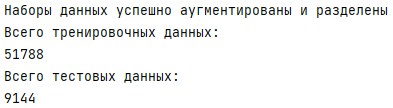 Наборы данных успешно аугментированы и разделены
Всего тренировочных данных:
51788
Всего тестовых данных:
9144